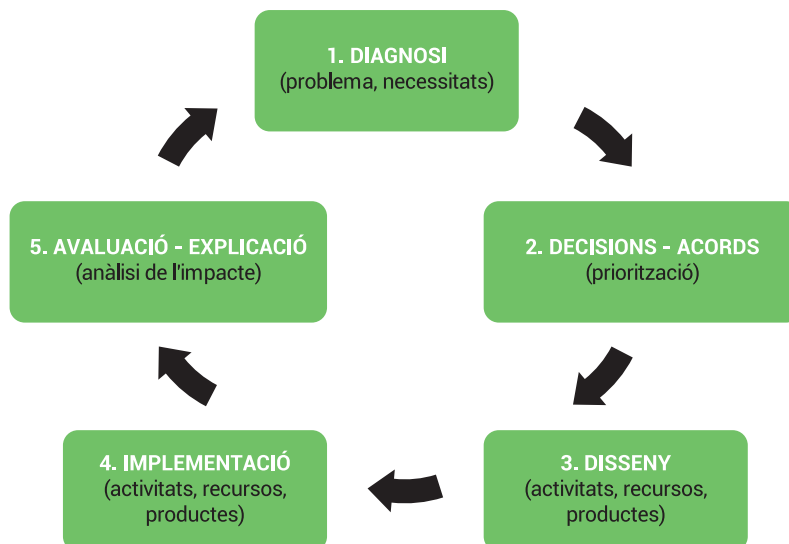 1. DIAGNOSI
(problema, necessitats)
2. DECISIONS - ACORDS
(priorització)
3. DISSENY
(activitats, recursos,
productes)
4. IMPLEMENTACIÓ
(activitats, recursos,
productes)
5. AVALUACIÓ - EXPLICACIÓ
(anàlisi de l'impacte)